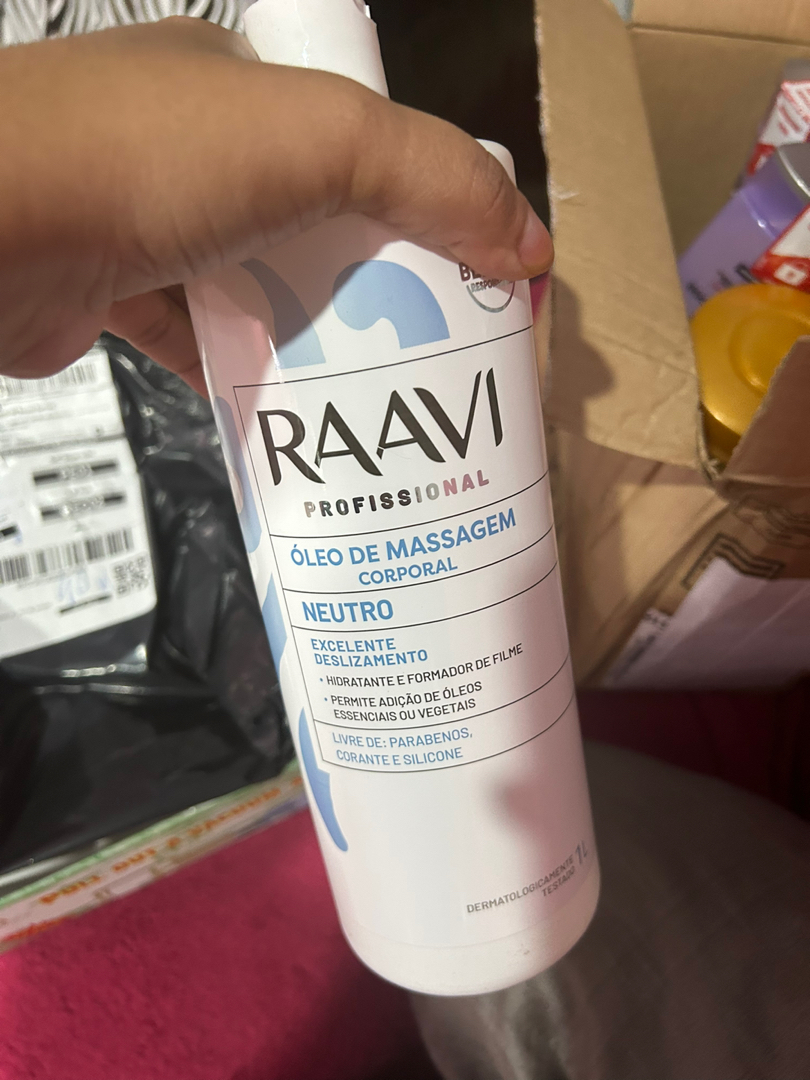 RAAVI
PROFISSIONAL
ÓLEO DE MASSAGEM
CORPORAL
NEUTRO
EXCELENTE
DESLIZAMENTO
• HIDRATANTE E FORMADOR DE FILME
• PERMITE ADIÇÃO DE ÓLEOS
ESSENCIAIS OU VEGETAIS
LIVRE DE: PARABENOS,
CORANTE E SILICONE
DERMATOLOGICAMENTE
TESTADO
1L